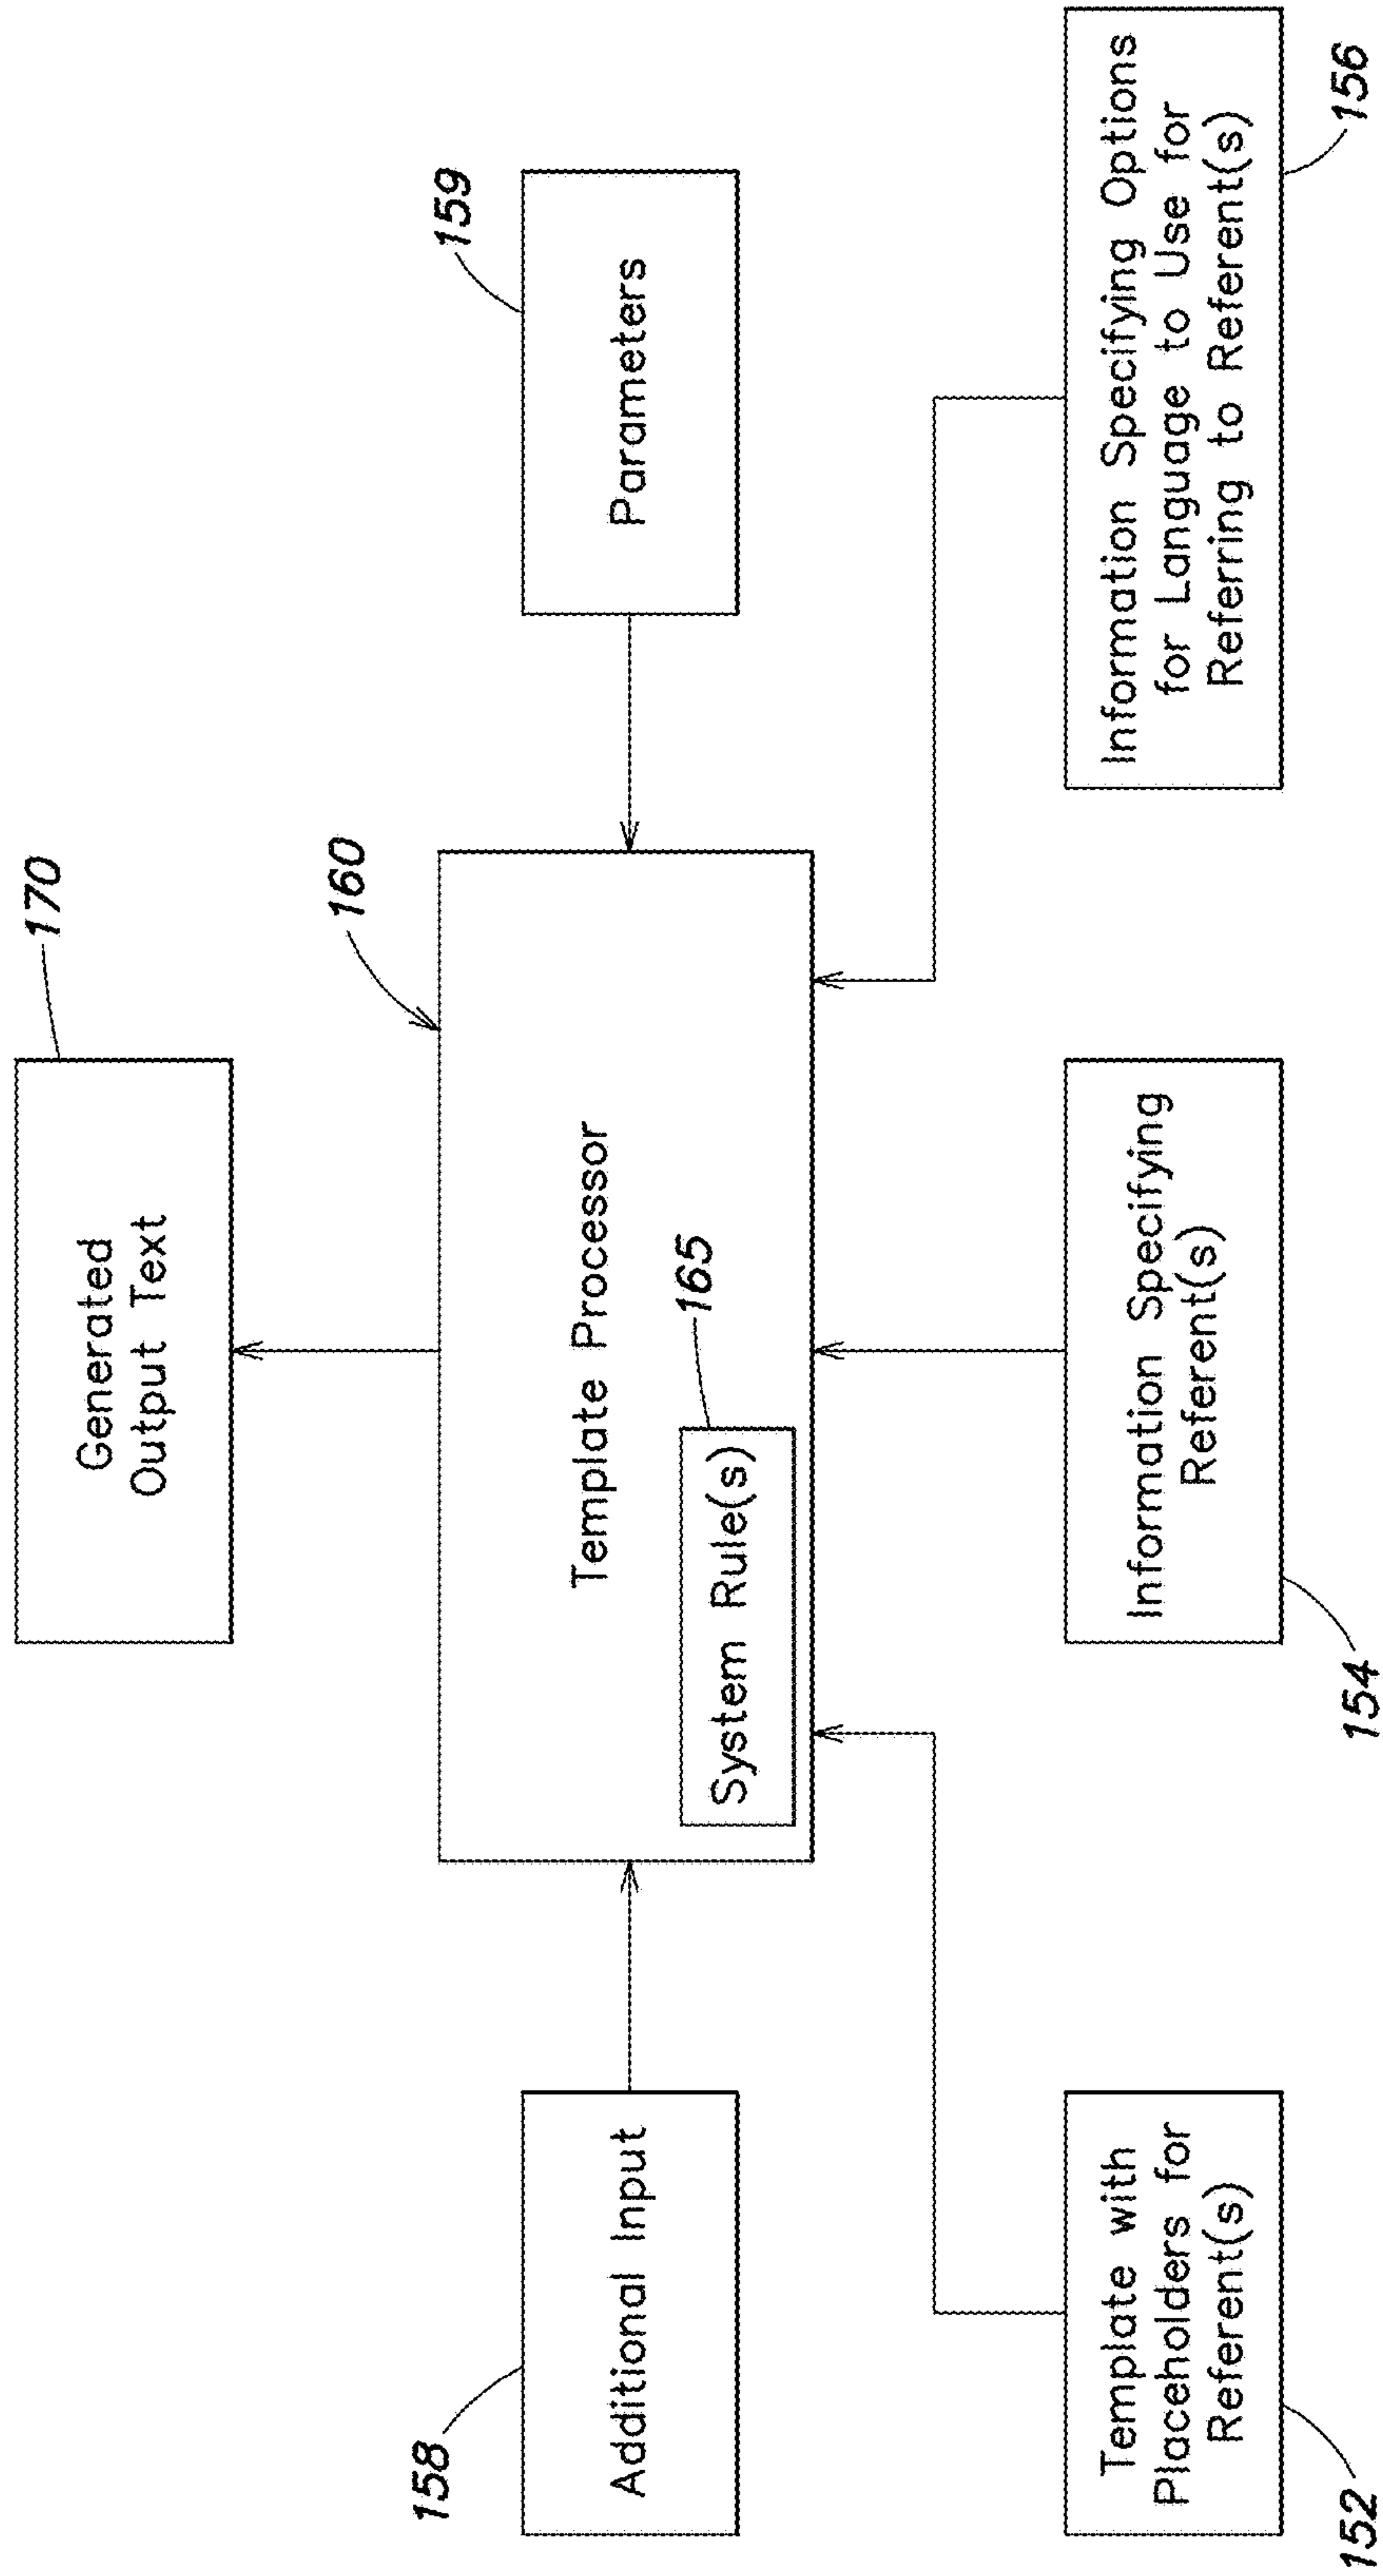 170
Generated
Output Text
160
Template Processor
165
System Rule(s)
158
Additional Input
159
Parameters
152
Template with
Placeholders for
Referent(s)
154
Information Specifying
Referent(s)
156
Information Specifying Options
for Language to Use for
Referring to Referent(s)